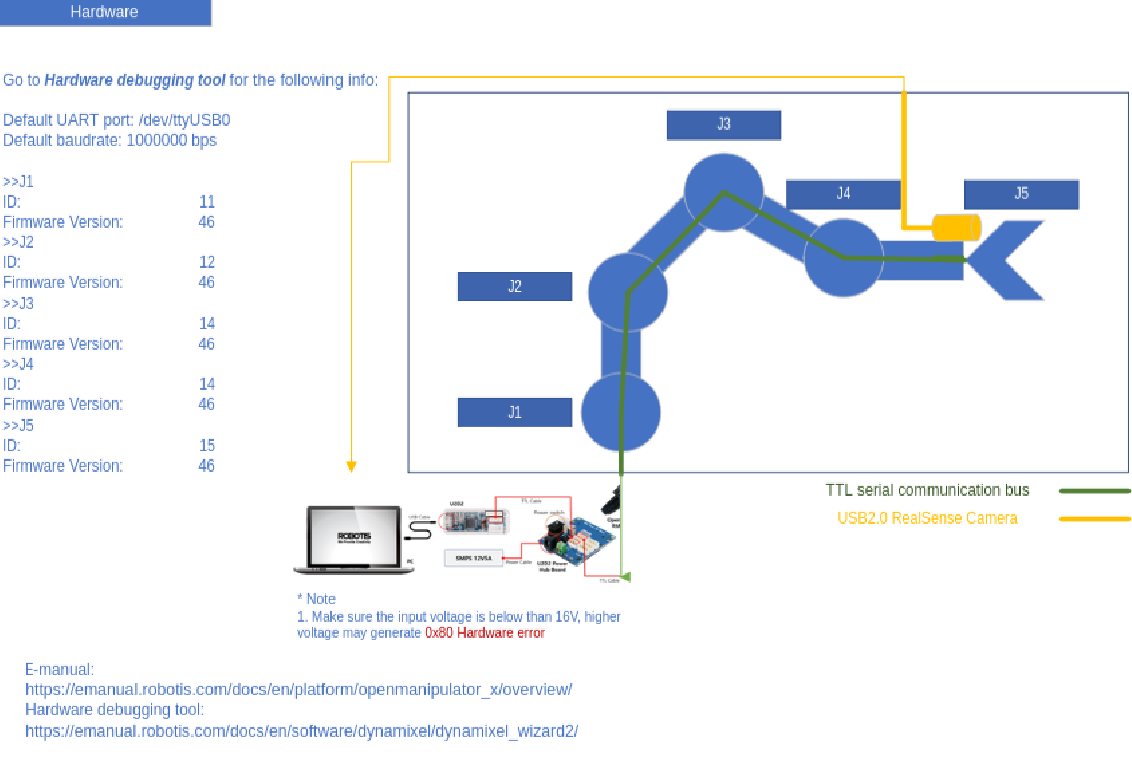 Hardware
Go to Hardware debugging tool for the following info:
Default UART port: /dev/ttyUSB0
Default baudrate: 1000000 bps
>>J1
ID: 11
Firmware Version: 46
>>J2
ID: 12
Firmware Version: 46
>>J3
ID: 14
Firmware Version: 46
>>J4
ID: 14
Firmware Version: 46
>>J5
ID: 15
Firmware Version: 46
J3
J4
J5
J2
J1
TTL serial communication bus
USB2.0 RealSense Camera
U2D2
TTL Cable
USB Cable
Power switch
ROBOTIS
PC
SMPS 12V5A
Power Cable
U2D2 Power
Hub Board
TTL Cable
* Note
1. Make sure the input voltage is below than 16V, higher
voltage may generate 0x80 Hardware error
E-manual:
https://emanual.robotis.com/docs/en/platform/openmanipulator_x/overview/
Hardware debugging tool:
https://emanual.robotis.com/docs/en/software/dynamixel/dynamixel_wizard2/